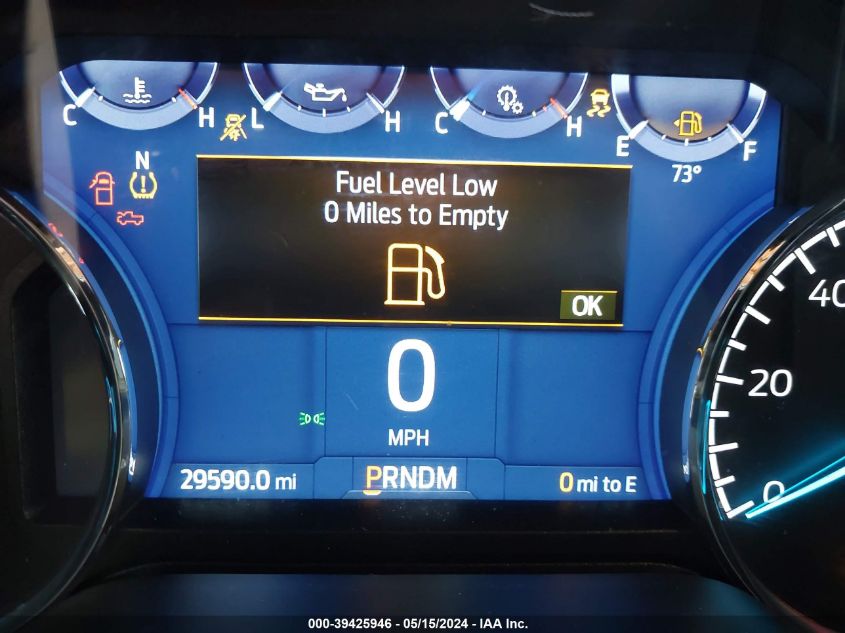 C H L H C H E F
73°
N
Fuel Level Low
0 Miles to Empty
OK
0
MPH
40
20
0
29590.0 mi
PRNDM
0 mi to E
000-39425946 - 05/15/2024 - IAA Inc.